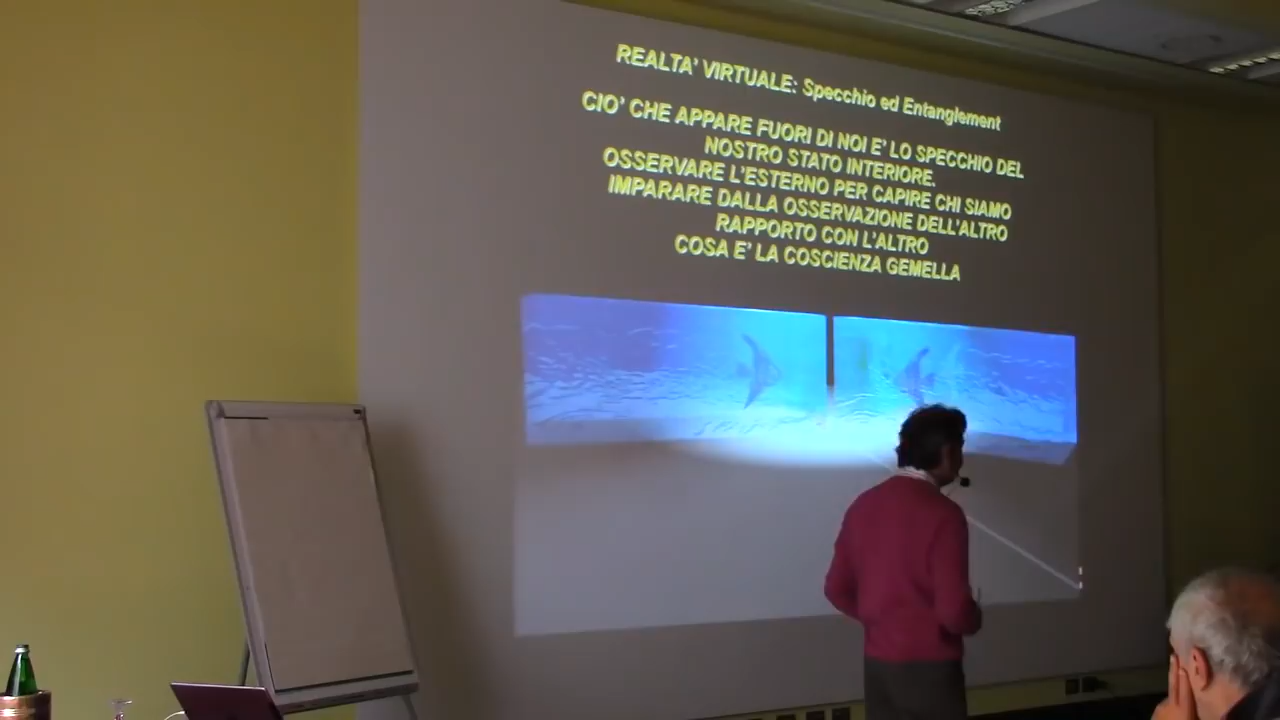 REALTA' VIRTUALE: Specchio ed Entanglement
CIO' CHE APPARE FUORI DI NOI E' LO SPECCHIO DEL
NOSTRO STATO INTERIORE.
OSSERVARE L'ESTERNO PER CAPIRE CHI SIAMO
IMPARARE DALLA OSSERVAZIONE DELL'ALTRO
RAPPORTO CON L'ALTRO
COSA E' LA COSCIENZA GEMELLA